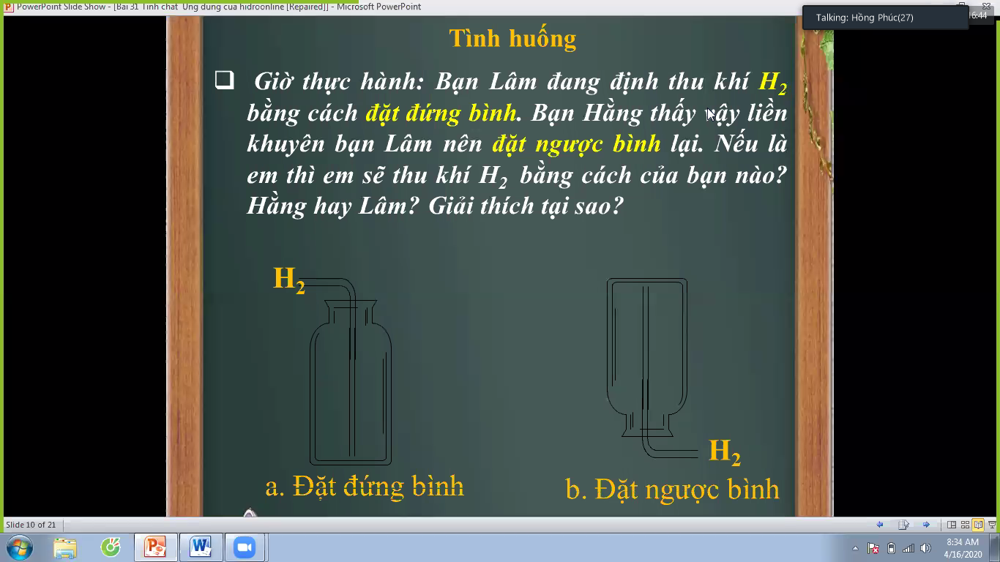 PowerPoint Slide Show - [Bai 31 Tinh chat Ung dung cua hidroonline [Repaired]] - Microsoft PowerPoint
Talking: Hồng Phúc(27)
6:44
Tình huống
❑ Giờ thực hành: Bạn Lâm đang định thu khí H₂
bằng cách đặt đứng bình. Bạn Hằng thấy vậy liền
khuyên bạn Lâm nên đặt ngược bình lại. Nếu là
em thì em sẽ thu khí H₂ bằng cách của bạn nào?
Hằng hay Lâm? Giải thích tại sao?
H₂
H₂
a. Đặt đứng bình
b. Đặt ngược bình
Slide 10 of 21
8:34 AM
4/16/2020